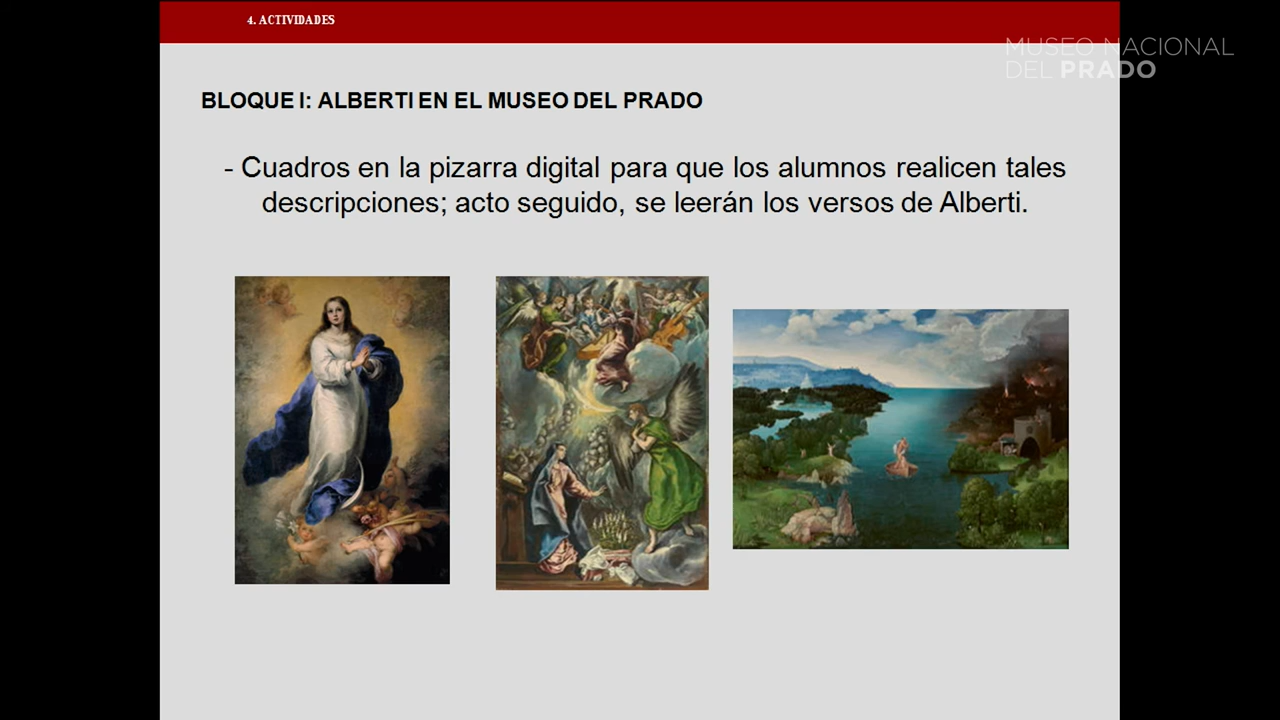 4. ACTIVIDADES
MUSEO NACIONAL
DEL PRADO
BLOQUE I: ALBERTI EN EL MUSEO DEL PRADO
- Cuadros en la pizarra digital para que los alumnos realicen tales
descripciones; acto seguido, se leerán los versos de Alberti.